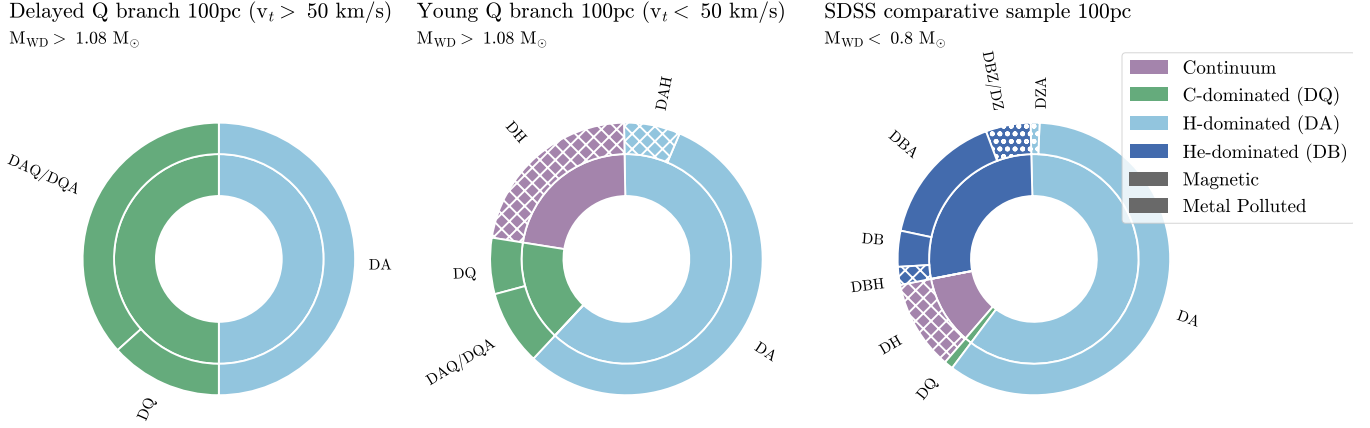 Delayed Q branch 100pc (v_t > 50 km/s)
M_WD > 1.08 M_⊙
DAQ/DQA
DA
DQ
Young Q branch 100pc (v_t < 50 km/s)
M_WD > 1.08 M_⊙
DAH
DH
DQ
DAQ/DQA
DA
SDSS comparative sample 100pc
M_WD < 0.8 M_⊙
DBZ/DZ
DZA
DBA
DB
DBH
DH
DQ
DA
Continuum
C-dominated (DQ)
H-dominated (DA)
He-dominated (DB)
Magnetic
Metal Polluted